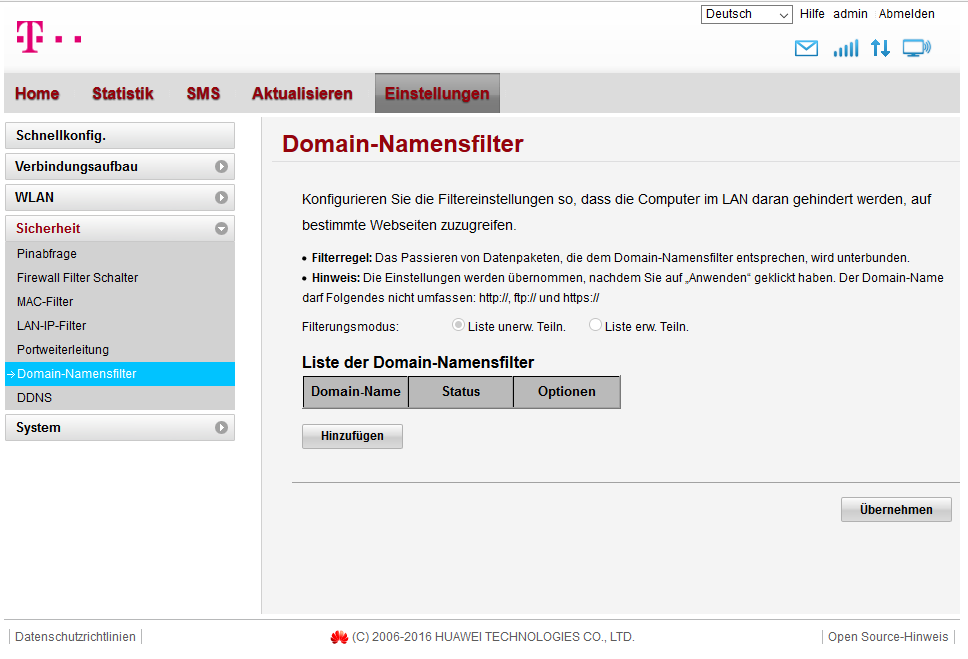 Deutsch Hilfe admin Abmelden
T
Home Statistik SMS Aktualisieren Einstellungen
Schnellkonfig.
Verbindungsaufbau
WLAN
Sicherheit
Pinabfrage
Firewall Filter Schalter
MAC-Filter
LAN-IP-Filter
Portweiterleitung
Domain-Namensfilter
DDNS
System
Domain-Namensfilter
Konfigurieren Sie die Filtereinstellungen so, dass die Computer im LAN daran gehindert werden, auf
bestimmte Webseiten zuzugreifen.
• Filterregel: Das Passieren von Datenpaketen, die dem Domain-Namensfilter entsprechen, wird unterbunden.
• Hinweis: Die Einstellungen werden übernommen, nachdem Sie auf „Anwenden“ geklickt haben. Der Domain-Name
darf Folgendes nicht umfassen: http://, ftp:// und https://
Filterungsmodus: Liste unerw. Teiln. Liste erw. Teiln.
Liste der Domain-Namensfilter
Domain-Name Status Optionen
Hinzufügen
Übernehmen
Datenschutzrichtlinien (C) 2006-2016 HUAWEI TECHNOLOGIES CO., LTD. Open Source-Hinweis